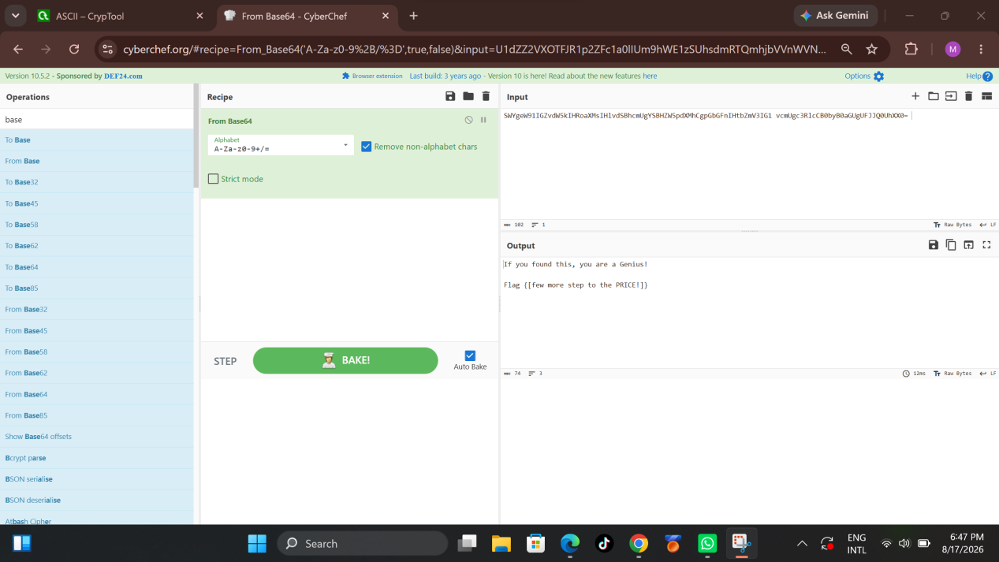 ASCII – CrypTool
From Base64 - CyberChef
Ask Gemini
cyberchef.org/#recipe=From_Base64('A-Za-z0-9%2B/%3D',true,false)&input=U1dZZ2VXOTFJR1p2ZFc1a0lIUm9hWE1zSUhsdmRTQmhjbVVnWVN...
M
Version 10.5.2 - Sponsored by DEF24.com
Browser extension
Last build: 3 years ago - Version 10 is here! Read about the new features here
Options
Help
Operations
base
To Base
From Base
To Base32
To Base45
To Base58
To Base62
To Base64
To Base85
From Base32
From Base45
From Base58
From Base62
From Base64
From Base85
Show Base64 offsets
Bcrypt parse
BSON serialise
BSON deserialise
Atbash Cipher
Recipe
From Base64
Alphabet
A-Za-z0-9+/=
Remove non-alphabet chars
Strict mode
STEP
BAKE!
Auto Bake
Input
SWYgeW91IGZvdW5kIHRoaXMsIHlvdSBhcmUgYSBHZW5pdXMhCgpGbGFnIHtbZmV3IG1 vcmUgc3RlcCB0byB0aGUgUFJJQ0UhXX0=
102
1
Raw Bytes
LF
Output
If you found this, you are a Genius!
Flag {[few more step to the PRICE!]}
74
3
12ms
Raw Bytes
LF
Search
ENG
INTL
6:47 PM
8/17/2026